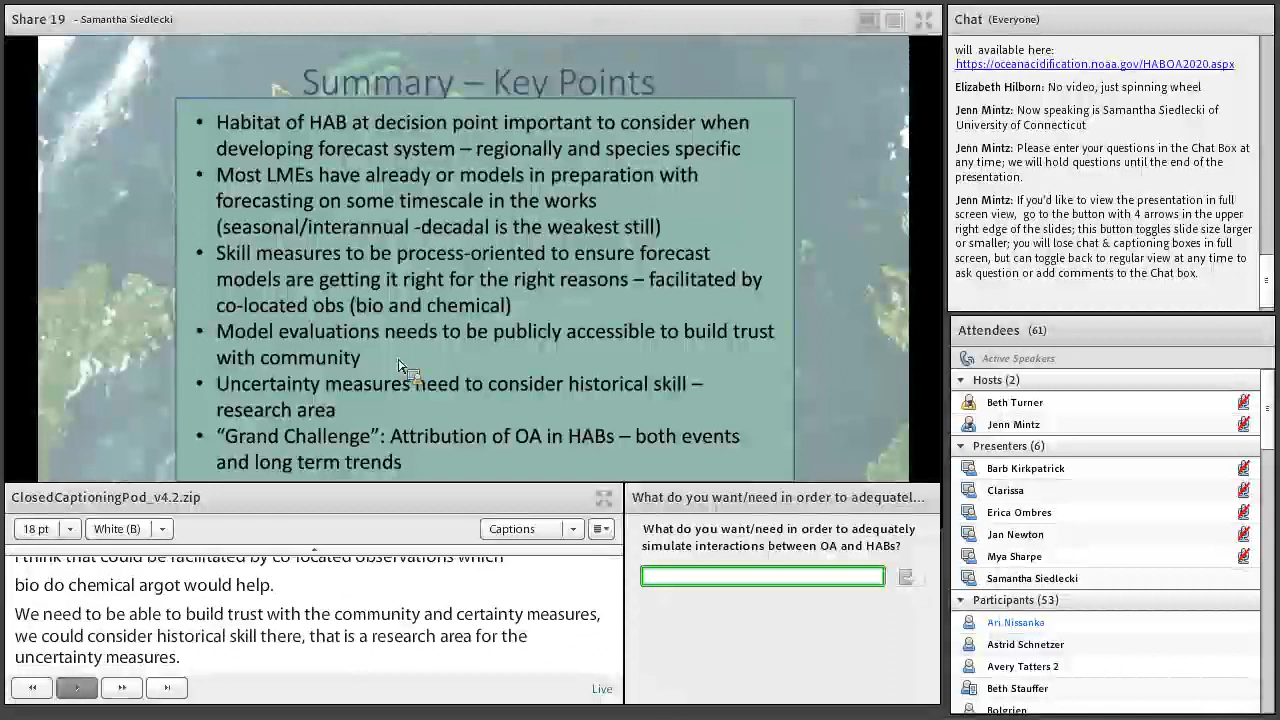 Share 19 - Samantha Siedlecki
Summary – Key Points
• Habitat of HAB at decision point important to consider when
developing forecast system – regionally and species specific
• Most LMEs have already or models in preparation with
forecasting on some timescale in the works
(seasonal/interannual -decadal is the weakest still)
• Skill measures to be process-oriented to ensure forecast
models are getting it right for the right reasons – facilitated by
co-located obs (bio and chemical)
• Model evaluations needs to be publicly accessible to build trust
with community
• Uncertainty measures need to consider historical skill –
research area
• “Grand Challenge”: Attribution of OA in HABs – both events
and long term trends
ClosedCaptioningPod_v4.2.zip
18 pt White (B) Captions
I think that could be facilitated by co-located observations which
bio do chemical argot would help.
We need to be able to build trust with the community and certainty measures,
we could consider historical skill there, that is a research area for the
uncertainty measures.
Live
What do you want/need in order to adequatel...
What do you want/need in order to adequately
simulate interactions between OA and HABs?
Chat (Everyone)
will available here:
https://oceanacidification.noaa.gov/HABOA2020.aspx
Elizabeth Hilborn: No video, just spinning wheel
Jenn Mintz: Now speaking is Samantha Siedlecki of
University of Connecticut
Jenn Mintz: Please enter your questions in the Chat Box at
any time; we will hold questions until the end of the
presentation.
Jenn Mintz: If you'd like to view the presentation in full
screen view, go to the button with 4 arrows in the upper
right edge of the slides; this button toggles slide size larger
or smaller; you will lose chat & captioning boxes in full
screen, but can toggle back to regular view at any time to
ask question or add comments to the Chat box.
Attendees (61)
Active Speakers
Hosts (2)
Beth Turner
Jenn Mintz
Presenters (6)
Barb Kirkpatrick
Clarissa
Erica Ombres
Jan Newton
Mya Sharpe
Samantha Siedlecki
Participants (53)
Ari Nissanka
Astrid Schnetzer
Avery Tatters 2
Beth Stauffer
Bolgrien